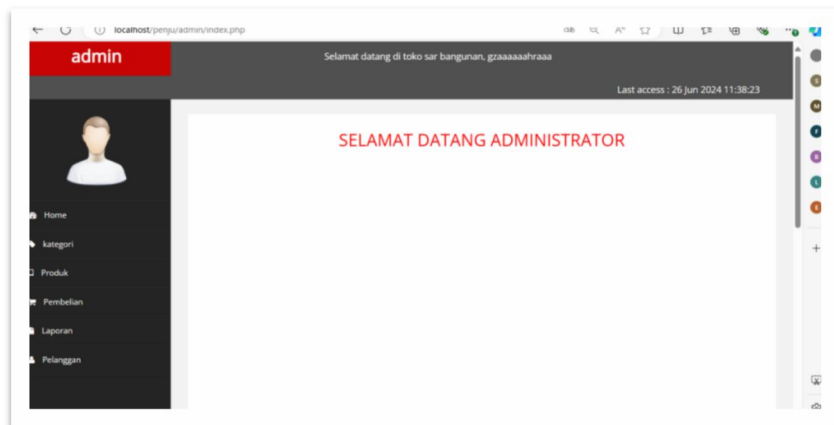 localhost/penju/admin/index.php
admin
Selamat datang di toko sar bangunan, gzaaaaaahraaa
Last access : 26 Jun 2024 11:38:23
SELAMAT DATANG ADMINISTRATOR
Home
kategori
Produk
Pembelian
Laporan
Pelanggan